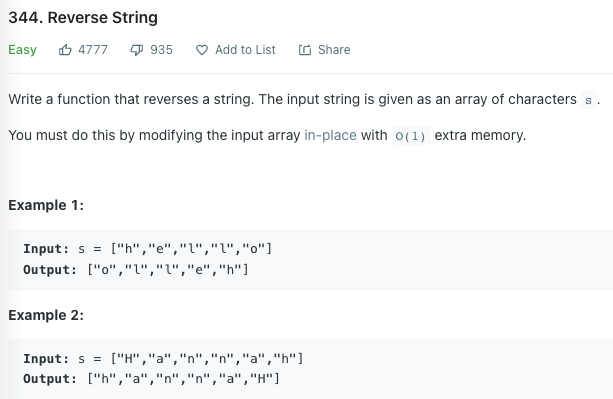 344. Reverse String
Easy 4777 935 Add to List Share
Write a function that reverses a string. The input string is given as an array of characters s .
You must do this by modifying the input array in-place with O(1) extra memory.
Example 1:
Input: s = ["h","e","l","l","o"]
Output: ["o","l","l","e","h"]
Example 2:
Input: s = ["H","a","n","n","a","h"]
Output: ["h","a","n","n","a","H"]